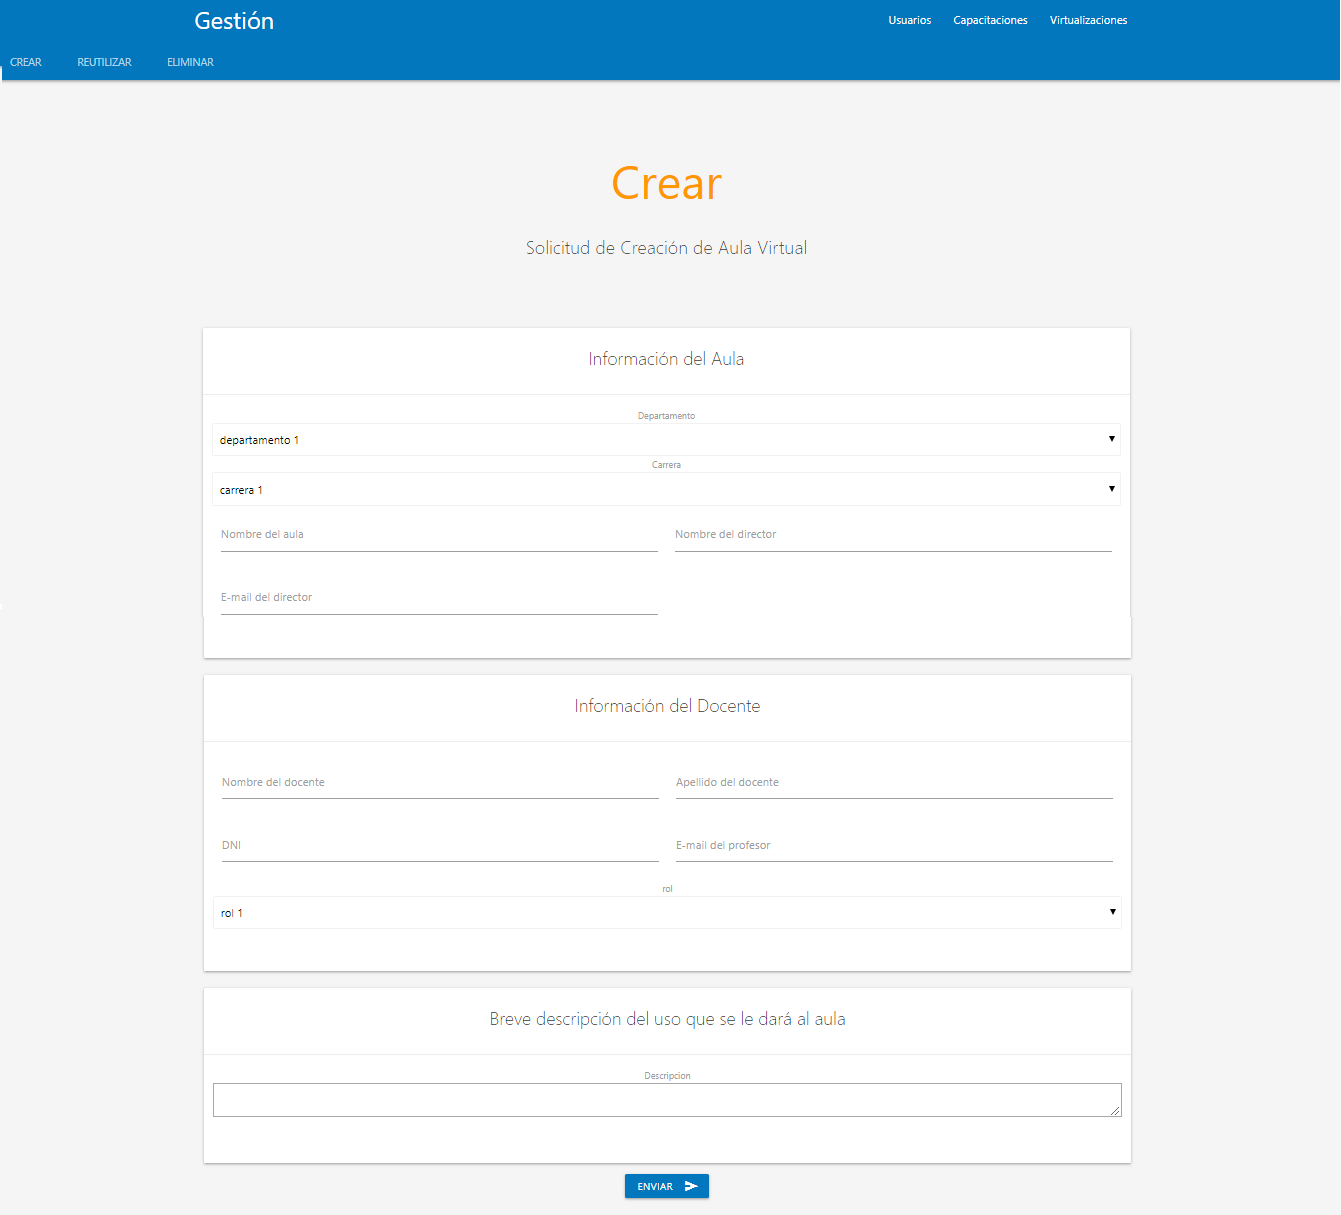 Gestión
Usuarios Capacitaciones Virtualizaciones
CREAR REUTILIZAR ELIMINAR
Crear
Solicitud de Creación de Aula Virtual
Información del Aula
Departamento
departamento 1
Carrera
carrera 1
Nombre del aula Nombre del director
E-mail del director
Información del Docente
Nombre del docente Apellido del docente
DNI E-mail del profesor
rol
rol 1
Breve descripción del uso que se le dará al aula
Descripcion
ENVIAR